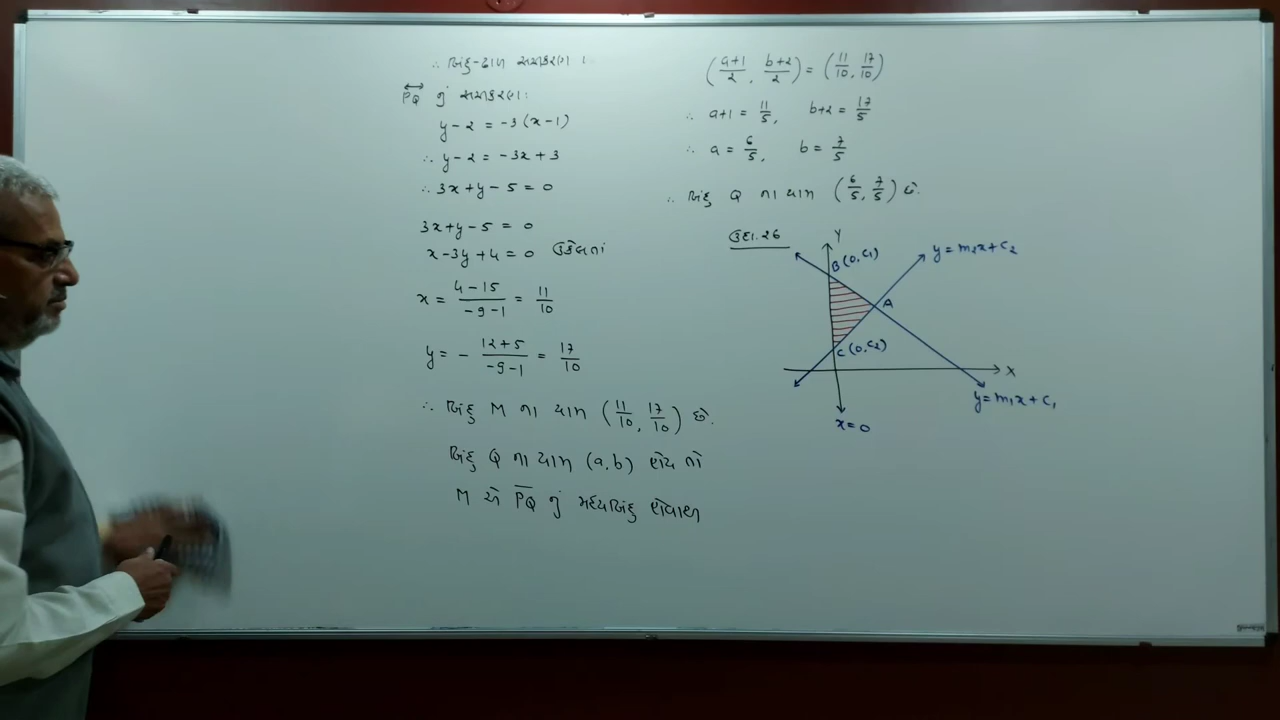 ∴ બિંદુ-ઢાળ સમીકરણ :
↔PQ નું સમીકરણ:
y-2 = -3(x-1)
∴ y-2 = -3x+3
∴ 3x+y-5 = 0
3x+y-5 = 0
x-3y+4 = 0 ઉકેલતાં
x = (4-15)/(-9-1) = 11/10
y = - (12+5)/(-9-1) = 17/10
∴ બિંદુ M ના યામ (11/10, 17/10) છે.
બિંદુ Q ના યામ (a,b) હોય તો
M એ P̅Q̅ નું મધ્યબિંદુ હોવાથી
((a+1)/2, (b+2)/2) = (11/10, 17/10)
∴ a+1 = 11/5, b+2 = 17/5
∴ a = 6/5, b = 7/5
∴ બિંદુ Q ના યામ (6/5, 7/5) છે.
ઉદા.26
Y
B(0,C₁)
y=m₂x+C₂
A
C(0,C₂)
X
y=m₁x+C₁
x=0